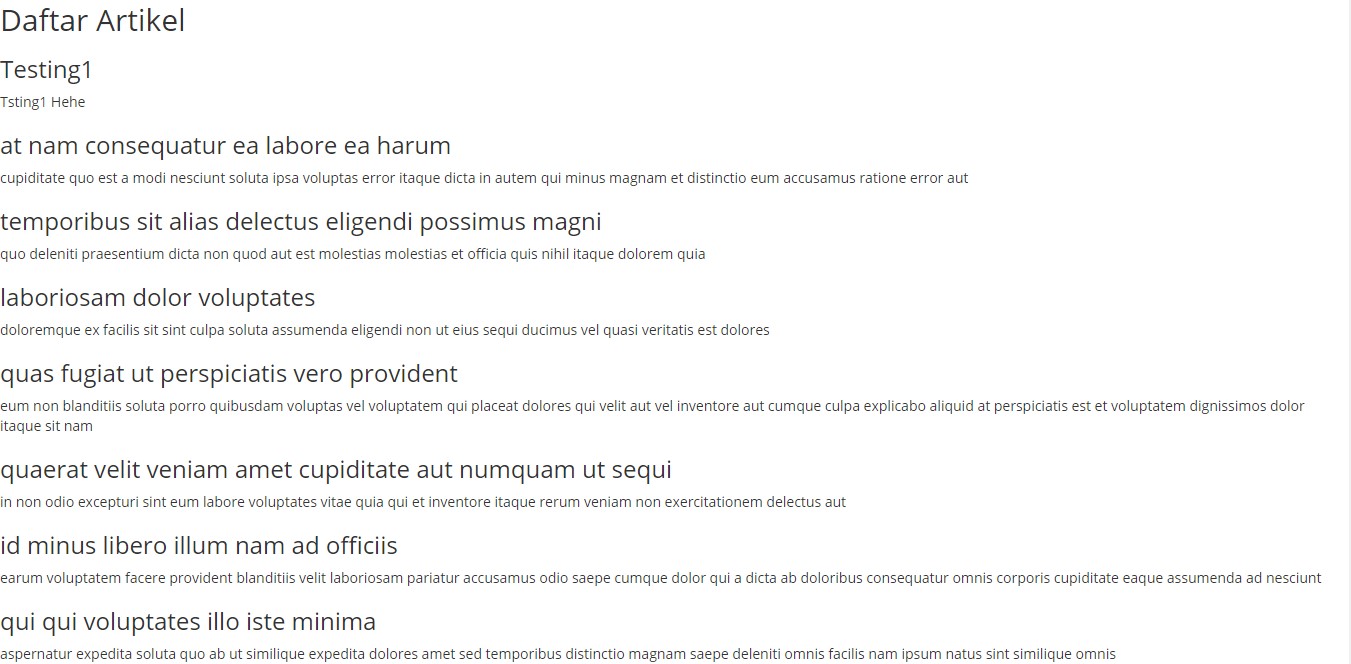 Daftar Artikel
Testing1
Tsting1 Hehe
at nam consequatur ea labore ea harum
cupiditate quo est a modi nesciunt soluta ipsa voluptas error itaque dicta in autem qui minus magnam et distinctio eum accusamus ratione error aut
temporibus sit alias delectus eligendi possimus magni
quo deleniti praesentium dicta non quod aut est molestias molestias et officia quis nihil itaque dolorem quia
laboriosam dolor voluptates
doloremque ex facilis sit sint culpa soluta assumenda eligendi non ut eius sequi ducimus vel quasi veritatis est dolores
quas fugiat ut perspiciatis vero provident
eum non blanditiis soluta porro quibusdam voluptas vel voluptatem qui placeat dolores qui velit aut vel inventore aut cumque culpa explicabo aliquid at perspiciatis est et voluptatem dignissimos dolor
itaque sit nam
quaerat velit veniam amet cupiditate aut numquam ut sequi
in non odio excepturi sint eum labore voluptates vitae quia qui et inventore itaque rerum veniam non exercitationem delectus aut
id minus libero illum nam ad officiis
earum voluptatem facere provident blanditiis velit laboriosam pariatur accusamus odio saepe cumque dolor qui a dicta ab doloribus consequatur omnis corporis cupiditate eaque assumenda ad nesciunt
qui qui voluptates illo iste minima
aspernatur expedita soluta quo ab ut similique expedita dolores amet sed temporibus distinctio magnam saepe deleniti omnis facilis nam ipsum natus sint similique omnis